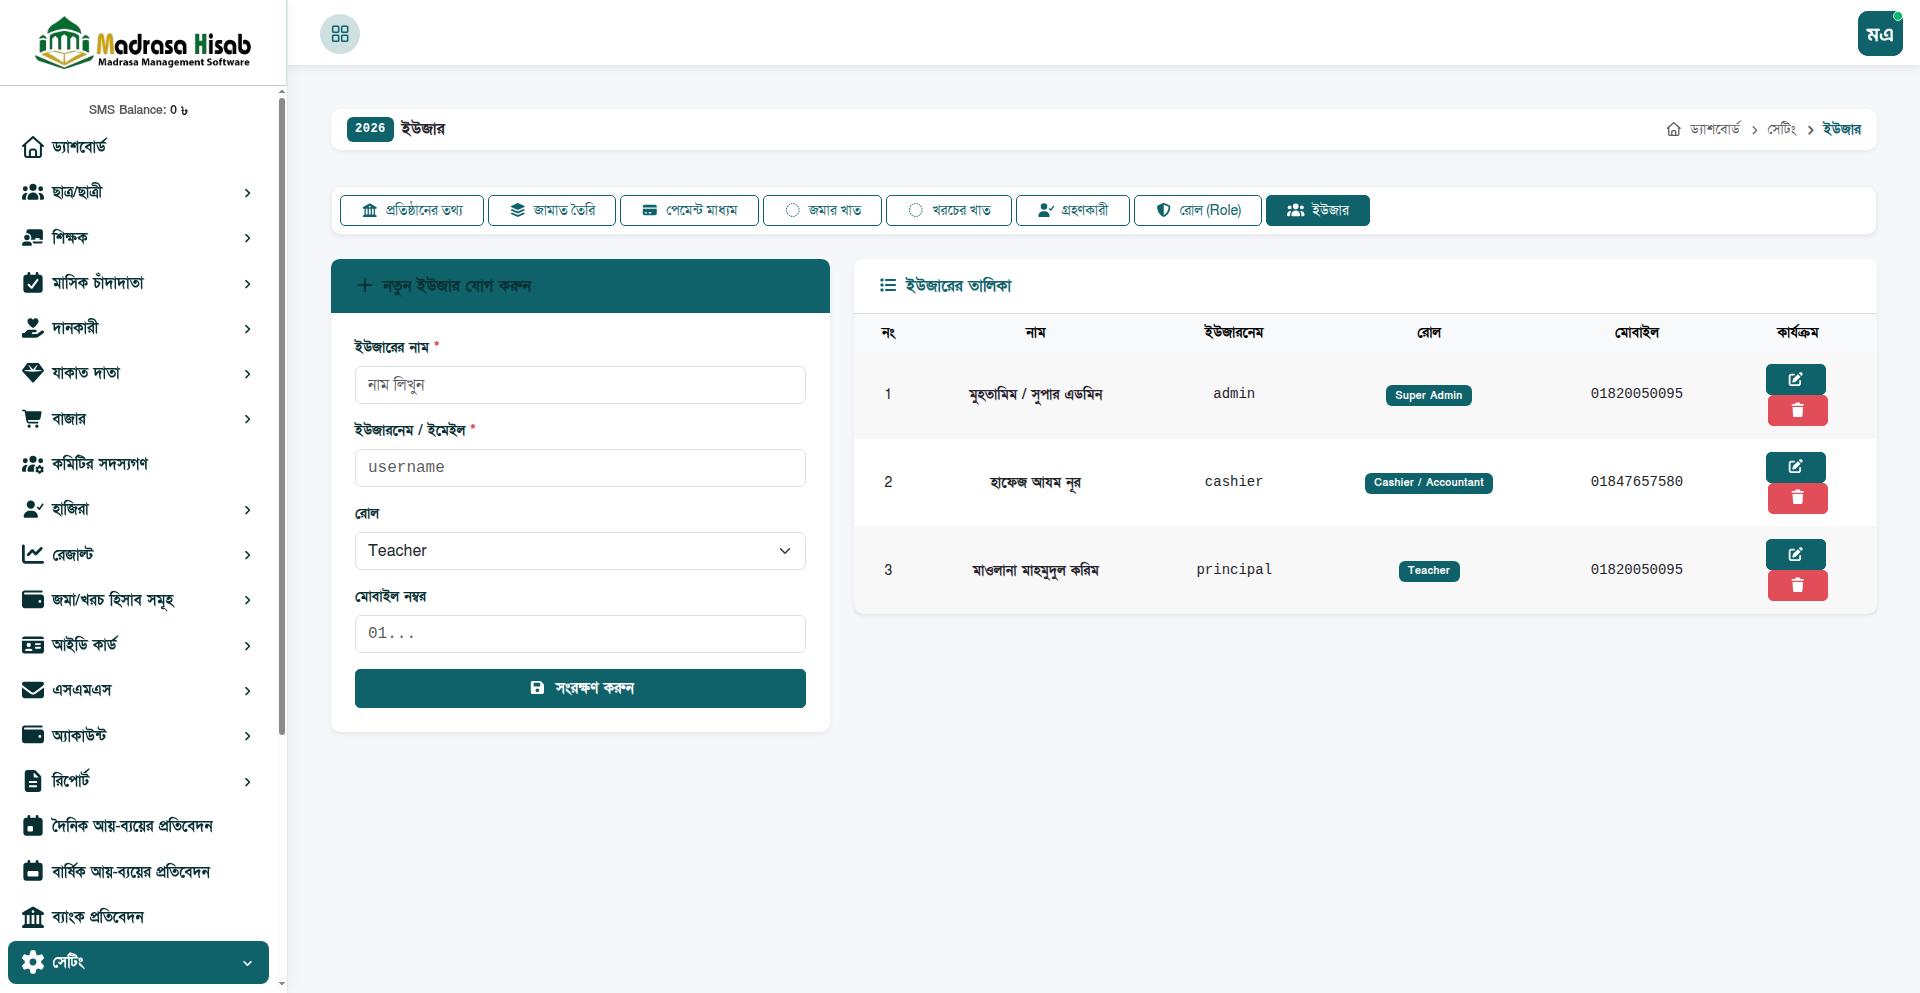 Madrasa Hisab
Madrasa Management Software
SMS Balance: 0 ৳
ড্যাশবোর্ড
ছাত্র/ছাত্রী
শিক্ষক
মাসিক চাঁদাদাতা
দানকারী
যাকাত দাতা
বাজার
কমিটির সদস্যগণ
হাজিরা
রেজাল্ট
জমা/খরচ হিসাব সমূহ
আইডি কার্ড
এসএমএস
অ্যাকাউন্ট
রিপোর্ট
দৈনিক আয়-ব্যয়ের প্রতিবেদন
বার্ষিক আয়-ব্যয়ের প্রতিবেদন
ব্যাংক প্রতিবেদন
সেটিং
মএ
2026 ইউজার
ড্যাশবোর্ড > সেটিং > ইউজার
প্রতিষ্ঠানের তথ্য জামাত তৈরি পেমেন্ট মাধ্যম জমার খাত খরচের খাত গ্রহণকারী রোল (Role) ইউজার
নতুন ইউজার যোগ করুন
ইউজারের নাম *
নাম লিখুন
ইউজারনেম / ইমেইল *
username
রোল
Teacher
মোবাইল নম্বর
01...
সংরক্ষণ করুন
ইউজারের তালিকা
নং নাম ইউজারনেম রোল মোবাইল কার্যক্রম
1 মুহতামিম / সুপার এডমিন admin Super Admin 01820050095
2 হাফেজ আযম নূর cashier Cashier / Accountant 01847657580
3 মাওলানা মাহমুদুল করিম principal Teacher 01820050095